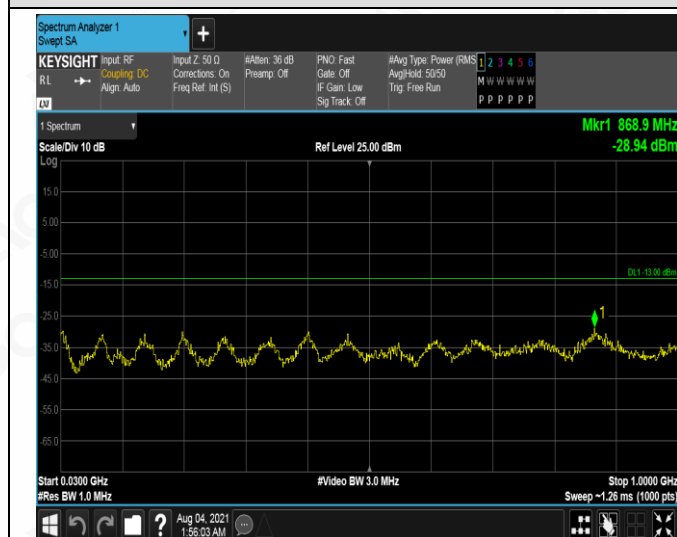 Spectrum Analyzer 1
Swept SA
+
KEYSIGHT
RL
LXI
Input: RF
Coupling: DC
Align: Auto
Input Z: 50 Ω
Corrections: On
Freq Ref: Int (S)
#Atten: 36 dB
Preamp: Off
PNO: Fast
Gate: Off
IF Gain: Low
Sig Track: Off
#Avg Type: Power (RMS
Avg|Hold: 50/50
Trig: Free Run
1 2 3 4 5 6
M W W W W W
P P P P P P
1 Spectrum
Mkr1 868.9 MHz
Scale/Div 10 dB
Ref Level 25.00 dBm
-28.94 dBm
Log
15.0
5.00
-5.00
DL1 -13.00 dBm
-15.0
-25.0
1
-35.0
-45.0
-55.0
-65.0
Start 0.0300 GHz
#Video BW 3.0 MHz
Stop 1.0000 GHz
#Res BW 1.0 MHz
Sweep ~1.26 ms (1000 pts)
?
Aug 04, 2021
1:56:03 AM